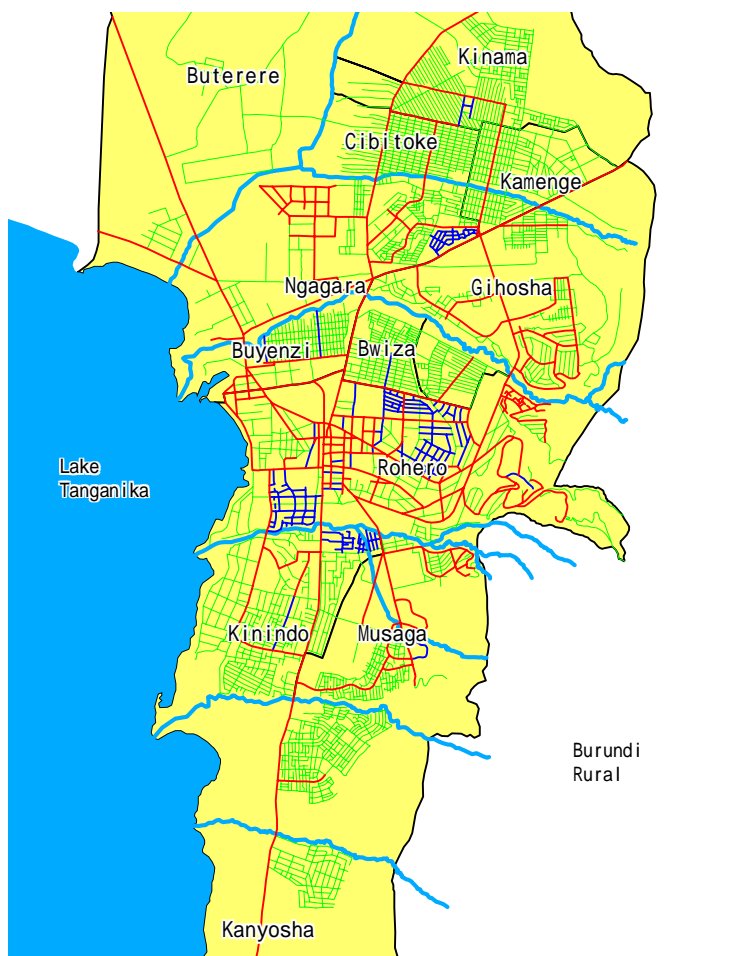 Kinama
Buterere
Cibitoke
Kamenge
Ngagara
Gihosha
Buyenzi
Bwiza
Lake
Tanganika
Rohero
Kinindo
Musaga
Burundi
Rural
Kanyosha